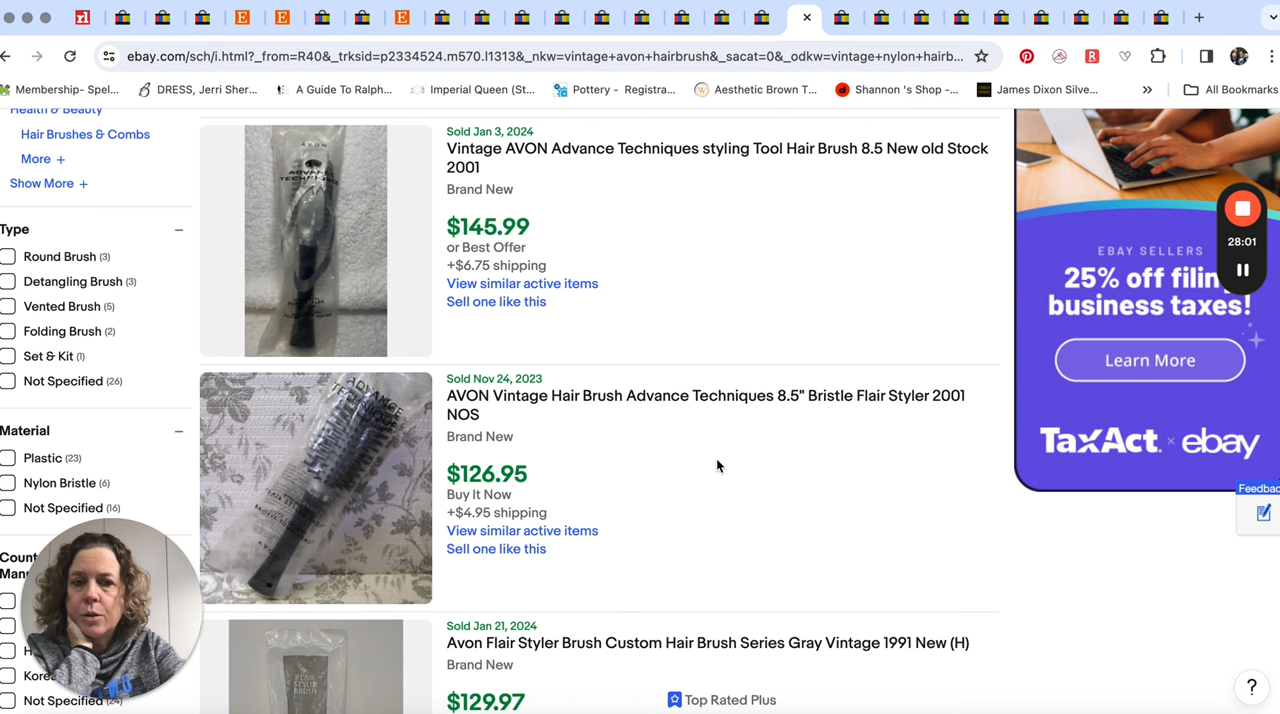 ebay.com/sch/i.html?_from=R40&_trksid=p2334524.m570.l1313&_nkw=vintage+avon+hairbrush&_sacat=0&_odkw=vintage+nylon+hairb...
Membership- Spel...
DRESS, Jerri Sher...
A Guide To Ralph...
Imperial Queen (St...
Pottery - Registra...
Aesthetic Brown T...
Shannon 's Shop -...
James Dixon Silve...
»
All Bookmarks
Health & Beauty
Hair Brushes & Combs
More +
Show More +
Type
Round Brush (3)
Detangling Brush (3)
Vented Brush (5)
Folding Brush (2)
Set & Kit (1)
Not Specified (26)
Material
Plastic (23)
Nylon Bristle (6)
Not Specified (16)
Coun
Man
Kore
Not Specified (24)
Sold Jan 3, 2024
Vintage AVON Advance Techniques styling Tool Hair Brush 8.5 New old Stock
2001
Brand New
$145.99
or Best Offer
+$6.75 shipping
View similar active items
Sell one like this
AVON
ADVANCE
TECHNIQUES
Sold Nov 24, 2023
AVON Vintage Hair Brush Advance Techniques 8.5" Bristle Flair Styler 2001
NOS
Brand New
$126.95
Buy It Now
+$4.95 shipping
View similar active items
Sell one like this
ADVANCE
TECHNIQUE
Sold Jan 21, 2024
Avon Flair Styler Brush Custom Hair Brush Series Gray Vintage 1991 New (H)
Brand New
$129.97
Top Rated Plus
FLAIR
STYLER
BRUSH
EBAY SELLERS
25% off filin
business taxes!
Learn More
TaxAct. × ebay
28:01
Feedbac
?